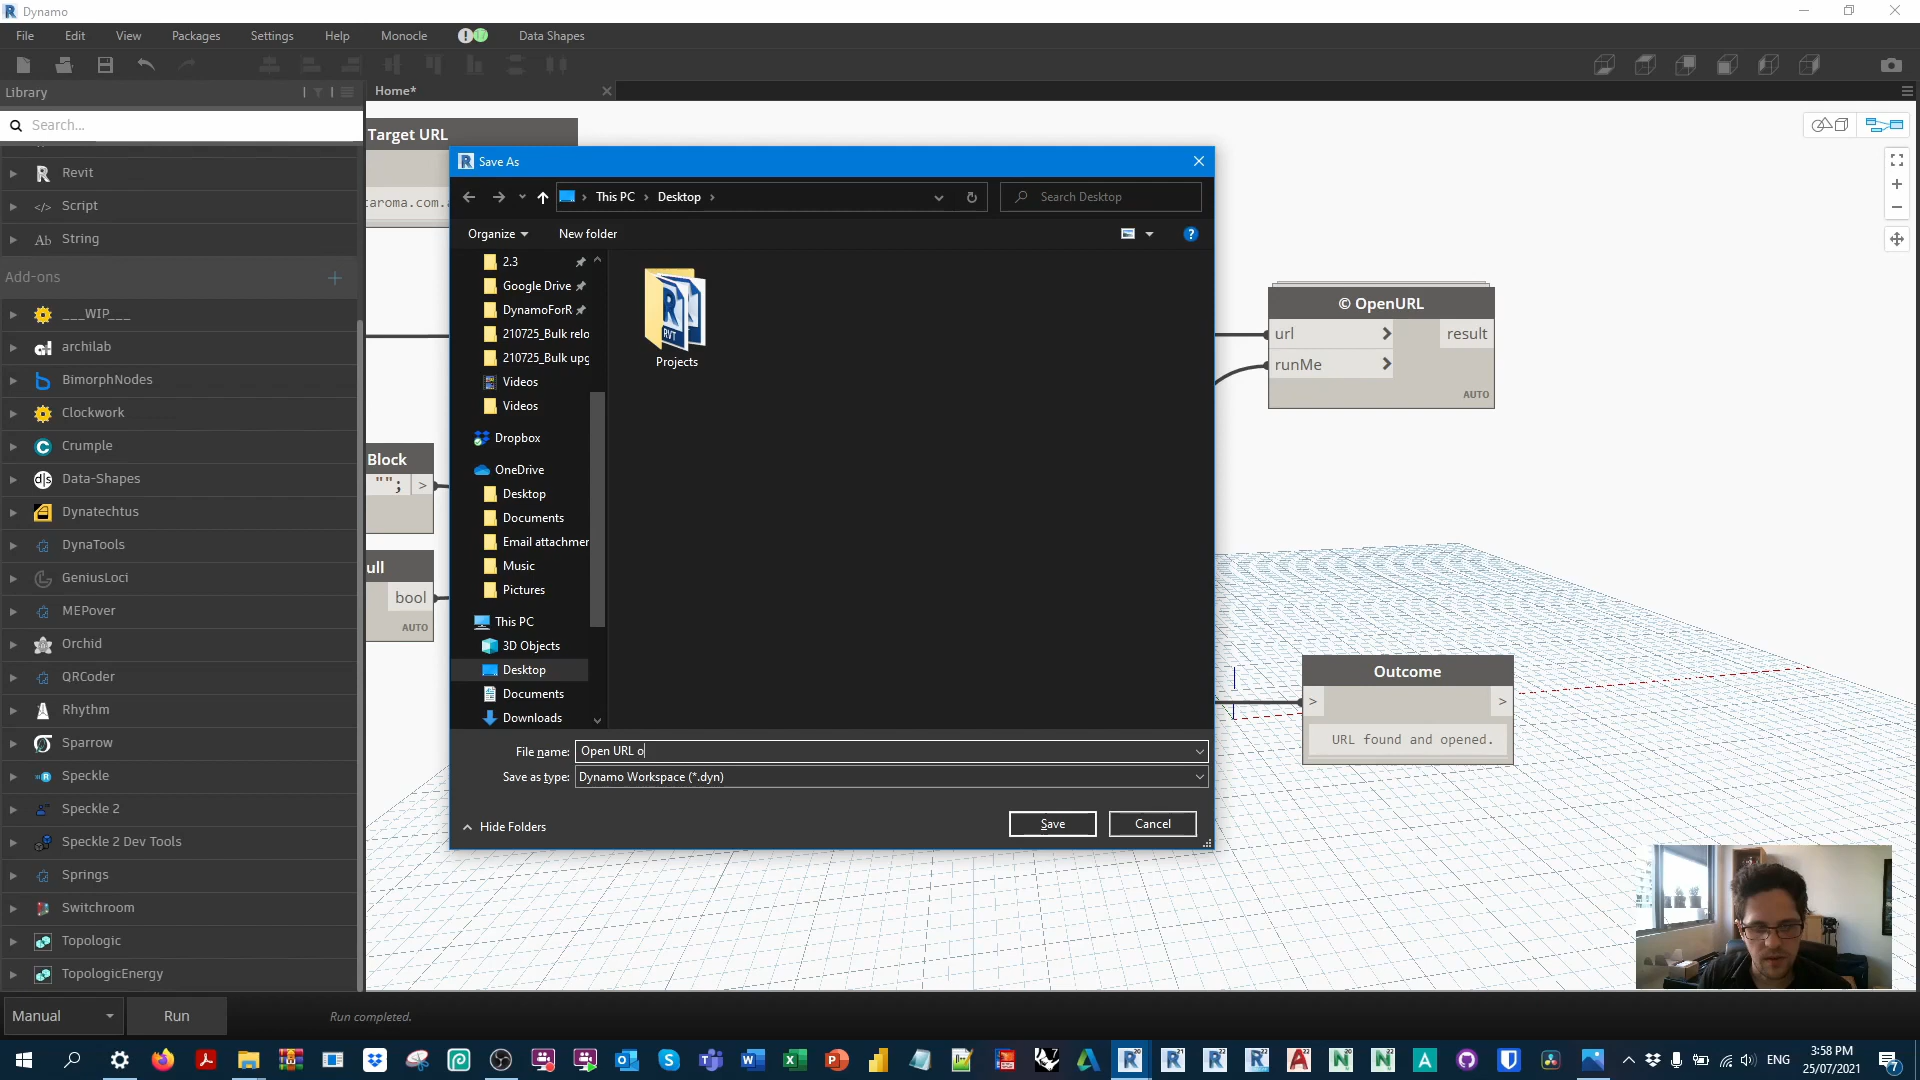 Dynamo
File Edit View Packages Settings Help Monocle Data Shapes
Library
Home*
Search...
Revit
Script
Ab String
Add-ons
___WIP___
archilab
BimorphNodes
Clockwork
Crumple
Data-Shapes
Dynatechtus
DynaTools
GeniusLoci
MEPover
Orchid
QRCoder
Rhythm
Sparrow
Speckle
Speckle 2
Speckle 2 Dev Tools
Springs
Switchroom
Topologic
TopologicEnergy
Target URL
taroma.com.a
Block
""; >
ull
bool
AUTO
Save As
This PC Desktop
Search Desktop
Organize New folder
2.3
Google Drive
DynamoForR
210725_Bulk relo
210725_Bulk upg
Videos
Videos
Dropbox
OneDrive
Desktop
Documents
Email attachmer
Music
Pictures
This PC
3D Objects
Desktop
Documents
Downloads
RVT
Projects
File name: Open URL o
Save as type: Dynamo Workspace (*.dyn)
Hide Folders
Save Cancel
© OpenURL
url > result
runMe >
AUTO
Outcome
> >
URL found and opened.
Manual Run Run completed.
ENG
3:58 PM
25/07/2021